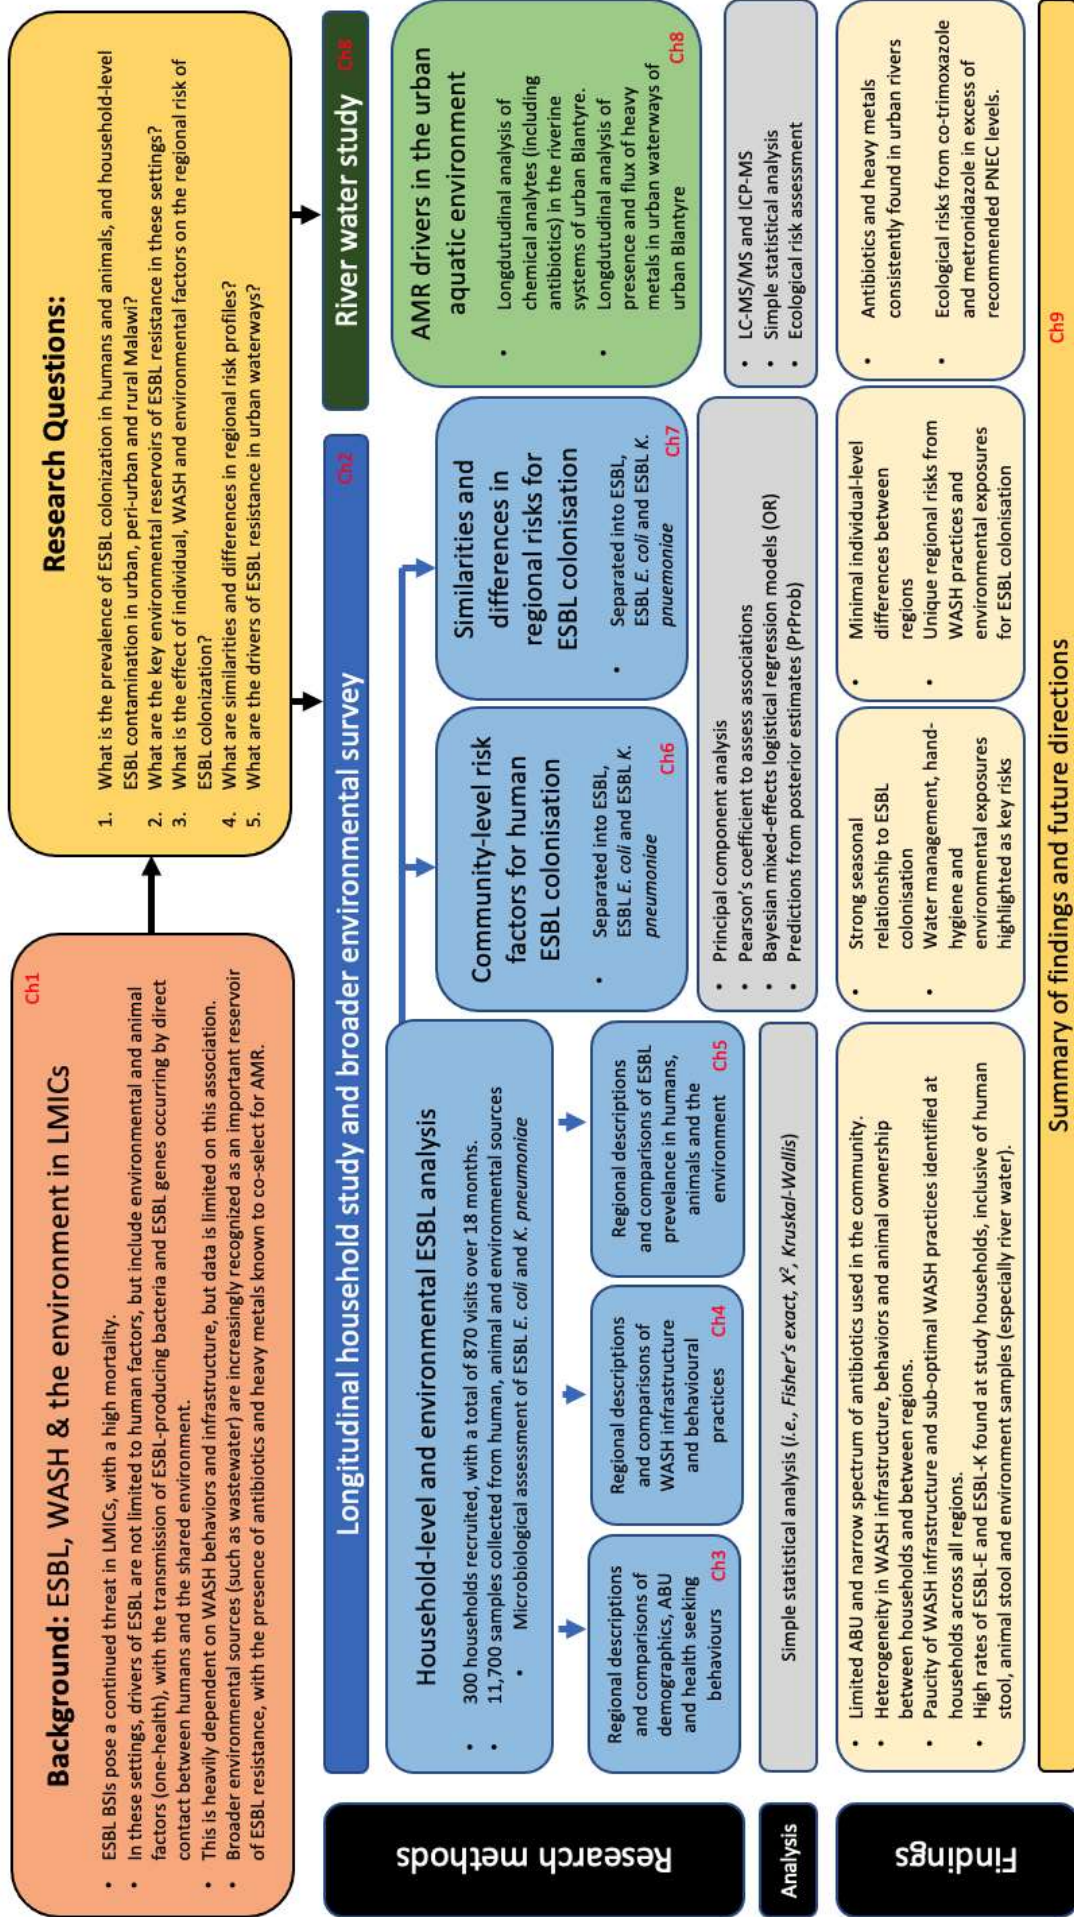 Background: ESBL, WASH & the environment in LMICs
Ch1
• ESBL BSIs pose a continued threat in LMICs, with a high mortality.
• In these settings, drivers of ESBL are not limited to human factors, but include environmental and animal
factors (one-health), with the transmission of ESBL-producing bacteria and ESBL genes occurring by direct
contact between humans and the shared environment.
• This is heavily dependent on WASH behaviors and infrastructure, but data is limited on this association.
• Broader environmental sources (such as wastewater) are increasingly recognized as an important reservoir
of ESBL resistance, with the presence of antibiotics and heavy metals known to co-select for AMR.
Research Questions:
1. What is the prevalence of ESBL colonization in humans and animals, and household-level
ESBL contamination in urban, peri-urban and rural Malawi?
2. What are the key environmental reservoirs of ESBL resistance in these settings?
3. What is the effect of individual, WASH and environmental factors on the regional risk of
ESBL colonization?
4. What are similarities and differences in regional risk profiles?
5. What are the drivers of ESBL resistance in urban waterways?
Research methods
Longitudinal household study and broader environmental survey
Ch2
River water study
Ch8
Household-level and environmental ESBL analysis
• 300 households recruited, with a total of 870 visits over 18 months.
• 11,700 samples collected from human, animal and environmental sources
• Microbiological assessment of ESBL E. coli and K. pneumoniae
Regional descriptions
and comparisons of
demographics, ABU
and health seeking
behaviours
Ch3
Regional descriptions
and comparisons of
WASH infrastructure
and behavioural
practices
Ch4
Regional descriptions
and comparisons of ESBL
prevelance in humans,
animals and the
environment
Ch5
Community-level risk
factors for human
ESBL colonisation
• Separated into ESBL,
ESBL E. coli and ESBL K.
pneumoniae
Ch6
Similarities and
differences in
regional risks for
ESBL colonisation
• Separated into ESBL,
ESBL E. coli and ESBL K.
pnuemoniae
Ch7
AMR drivers in the urban
aquatic environment
• Longdutudinal analysis of
chemical analytes (including
antibiotics) in the riverine
systems of urban Blantyre.
• Longdutudinal analysis of
presence and flux of heavy
metals in urban waterways of
urban Blantyre
Ch8
Analysis
Simple statistical analysis (i.e., Fisher's exact, X², Kruskal-Wallis)
• Principal component analysis
• Pearson's coefficient to assess associations
• Bayesian mixed-effects logistical regression models (OR)
• Predictions from posterior estimates (PrProb)
• LC-MS/MS and ICP-MS
• Simple statistical analysis
• Ecological risk assessment
Findings
• Limited ABU and narrow spectrum of antibiotics used in the community.
• Heterogeneity in WASH infrastructure, behaviors and animal ownership
between households and between regions.
• Paucity of WASH infrastructure and sub-optimal WASH practices identified at
households across all regions.
• High rates of ESBL-E and ESBL-K found at study households, inclusive of human
stool, animal stool and environment samples (especially river water).
• Strong seasonal
relationship to ESBL
colonisation
• Water management, hand-
hygiene and
environmental exposures
highlighted as key risks
• Minimal individual-level
differences between
regions
• Unique regional risks from
WASH practices and
environmental exposures
for ESBL colonisation
• Antibiotics and heavy metals
consistently found in urban rivers
• Ecological risks from co-trimoxazole
and metronidazole in excess of
recommended PNEC levels.
Summary of findings and future directions
Ch9